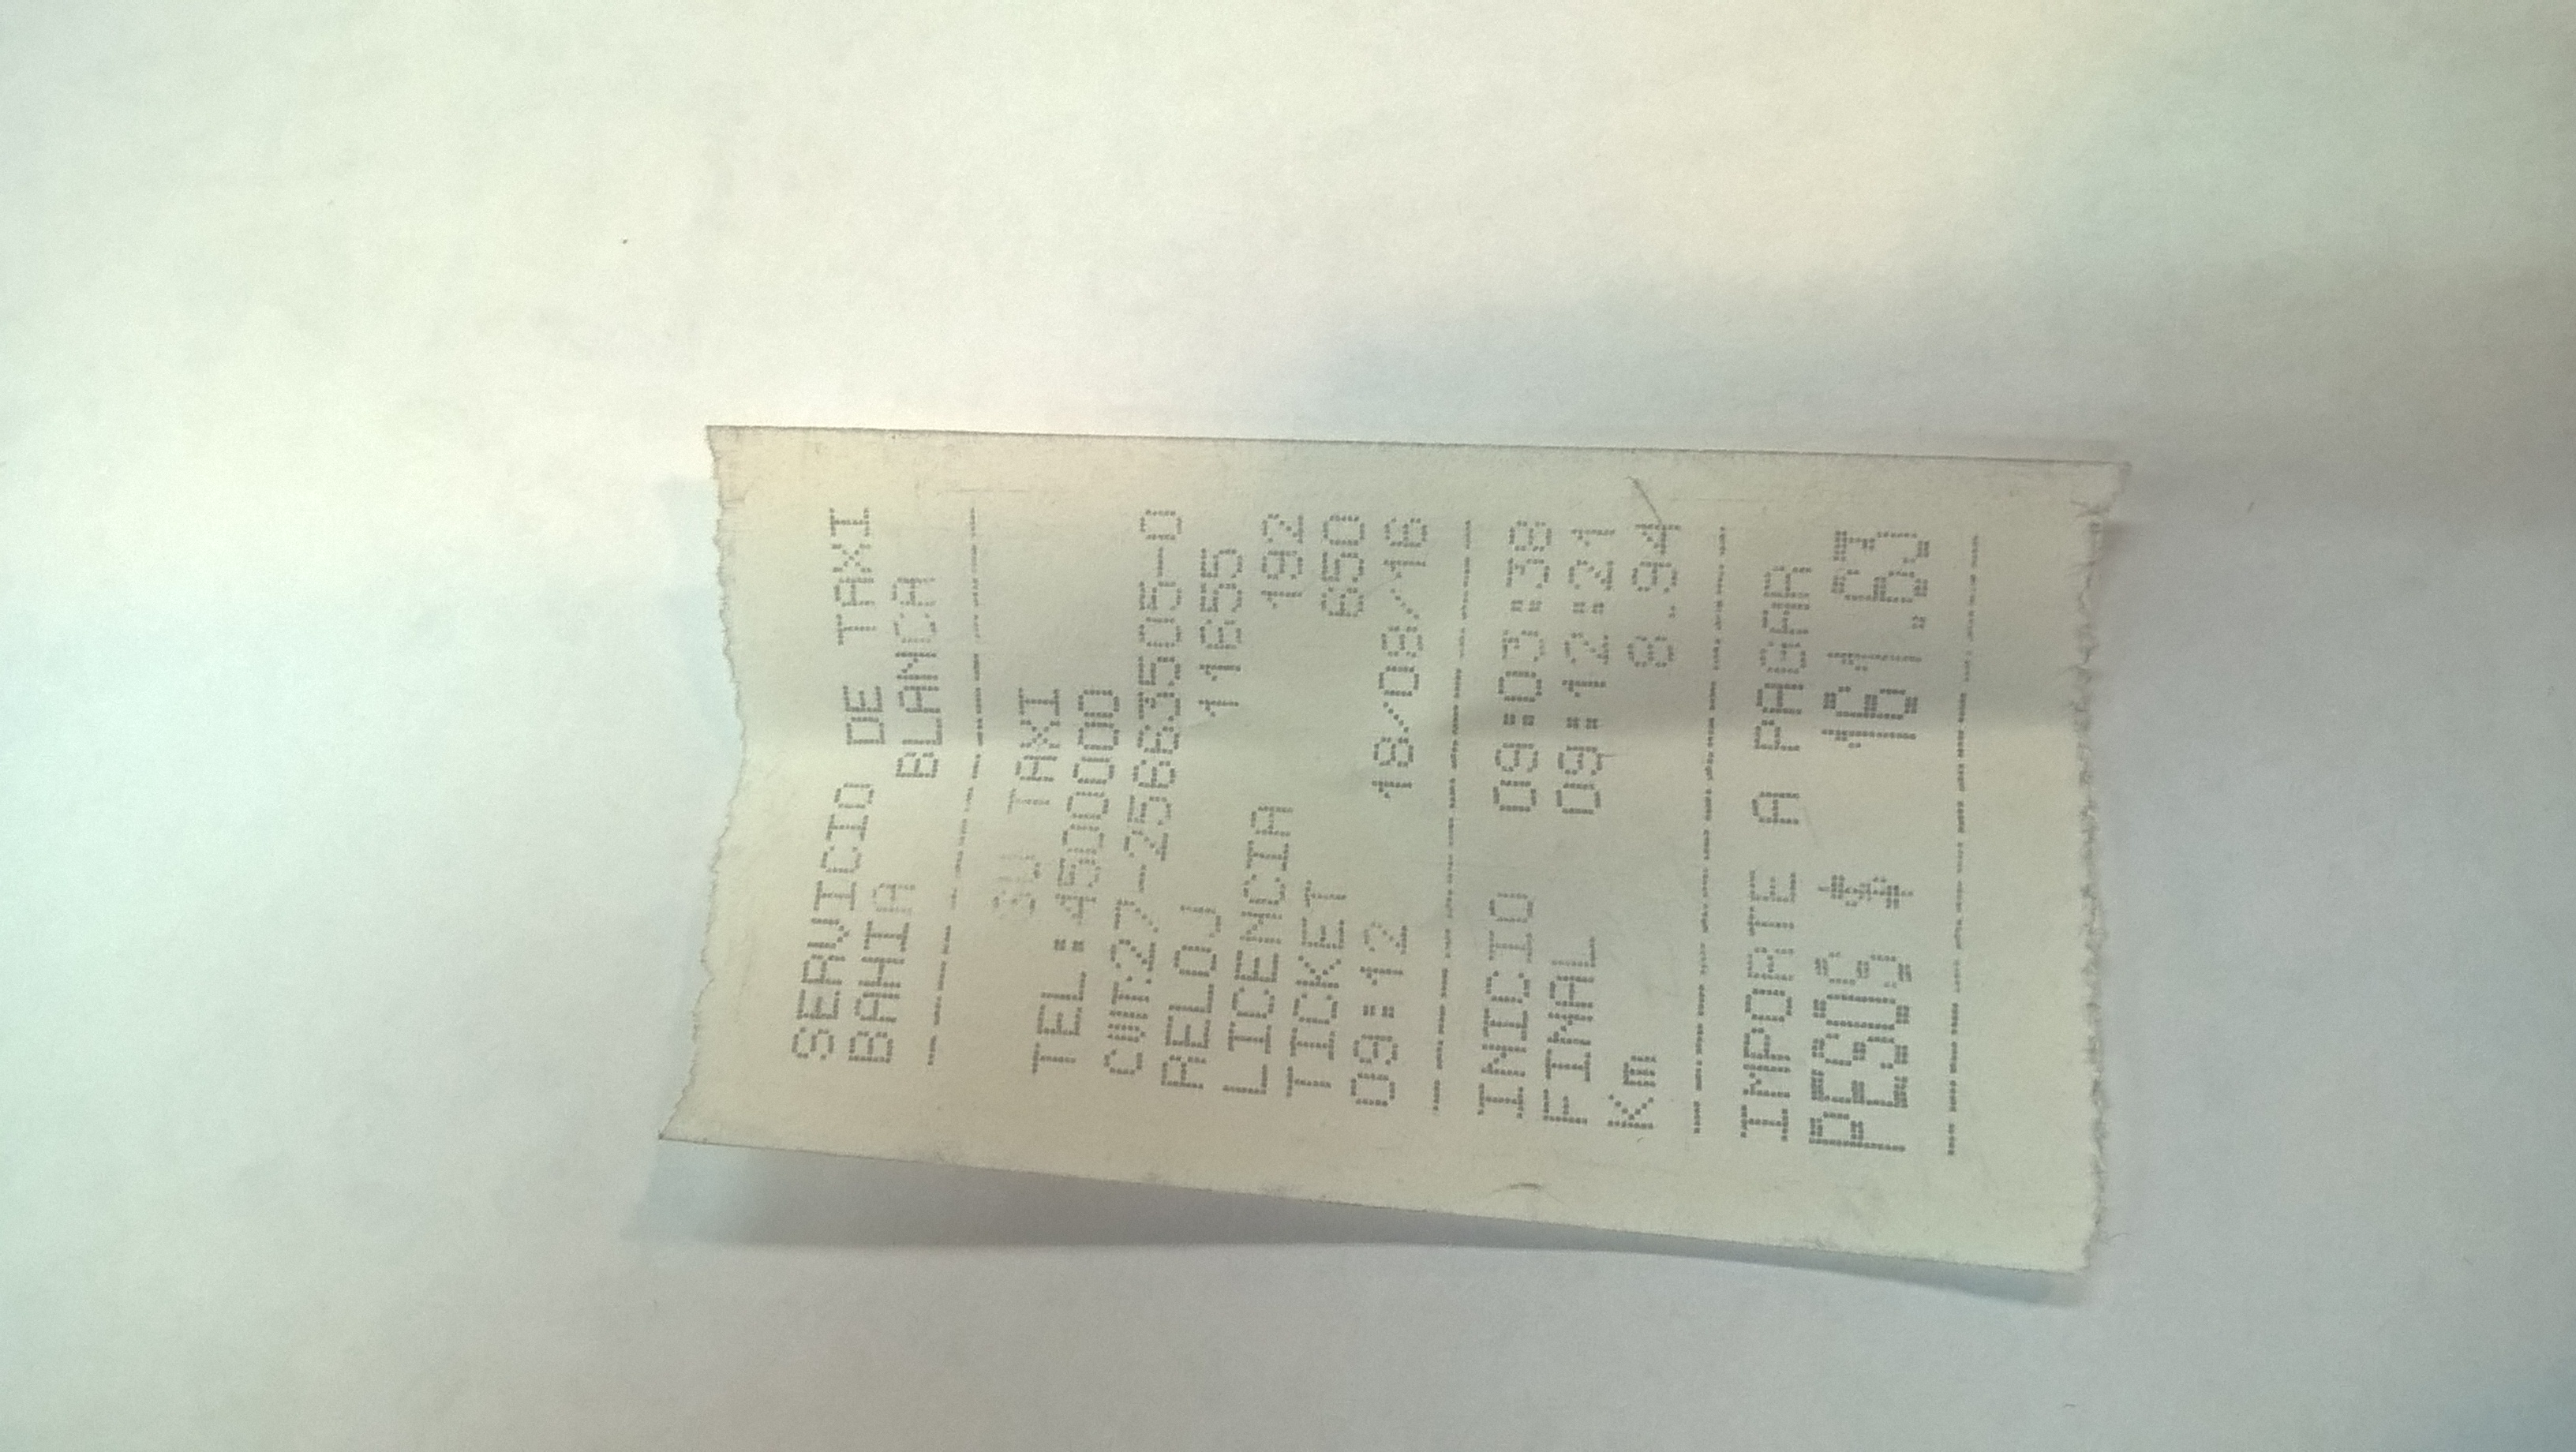 SERVICIO DE TAXI
BAHIA BLANCA
SU TAXI
TEL:4500000
CUIT:27-25663505-0
RELOJ 11655
LICENCIA 192
TICKET 650
09:12 18/08/16
INICIO 09:03:38
FINAL 09:12:21
Km 8.94
IMPORTE A PAGAR
PESOS $ 161.63